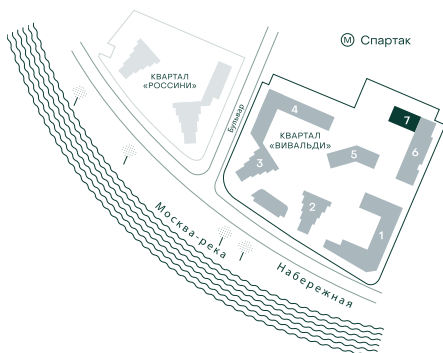 М Спартак
КВАРТАЛ
«РОССИНИ»
Бульвар
4
7
КВАРТАЛ
«ВИВАЛЬДИ»
3
5
6
2
1
Москва-река
Набережная